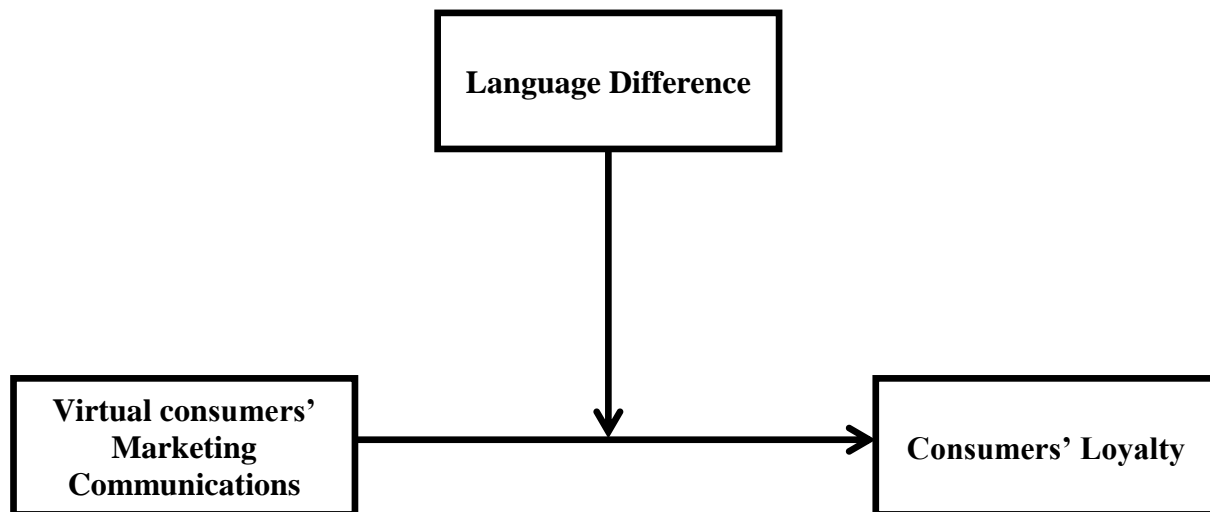 Language Difference
Virtual consumers’
Marketing
Communications
Consumers’ Loyalty